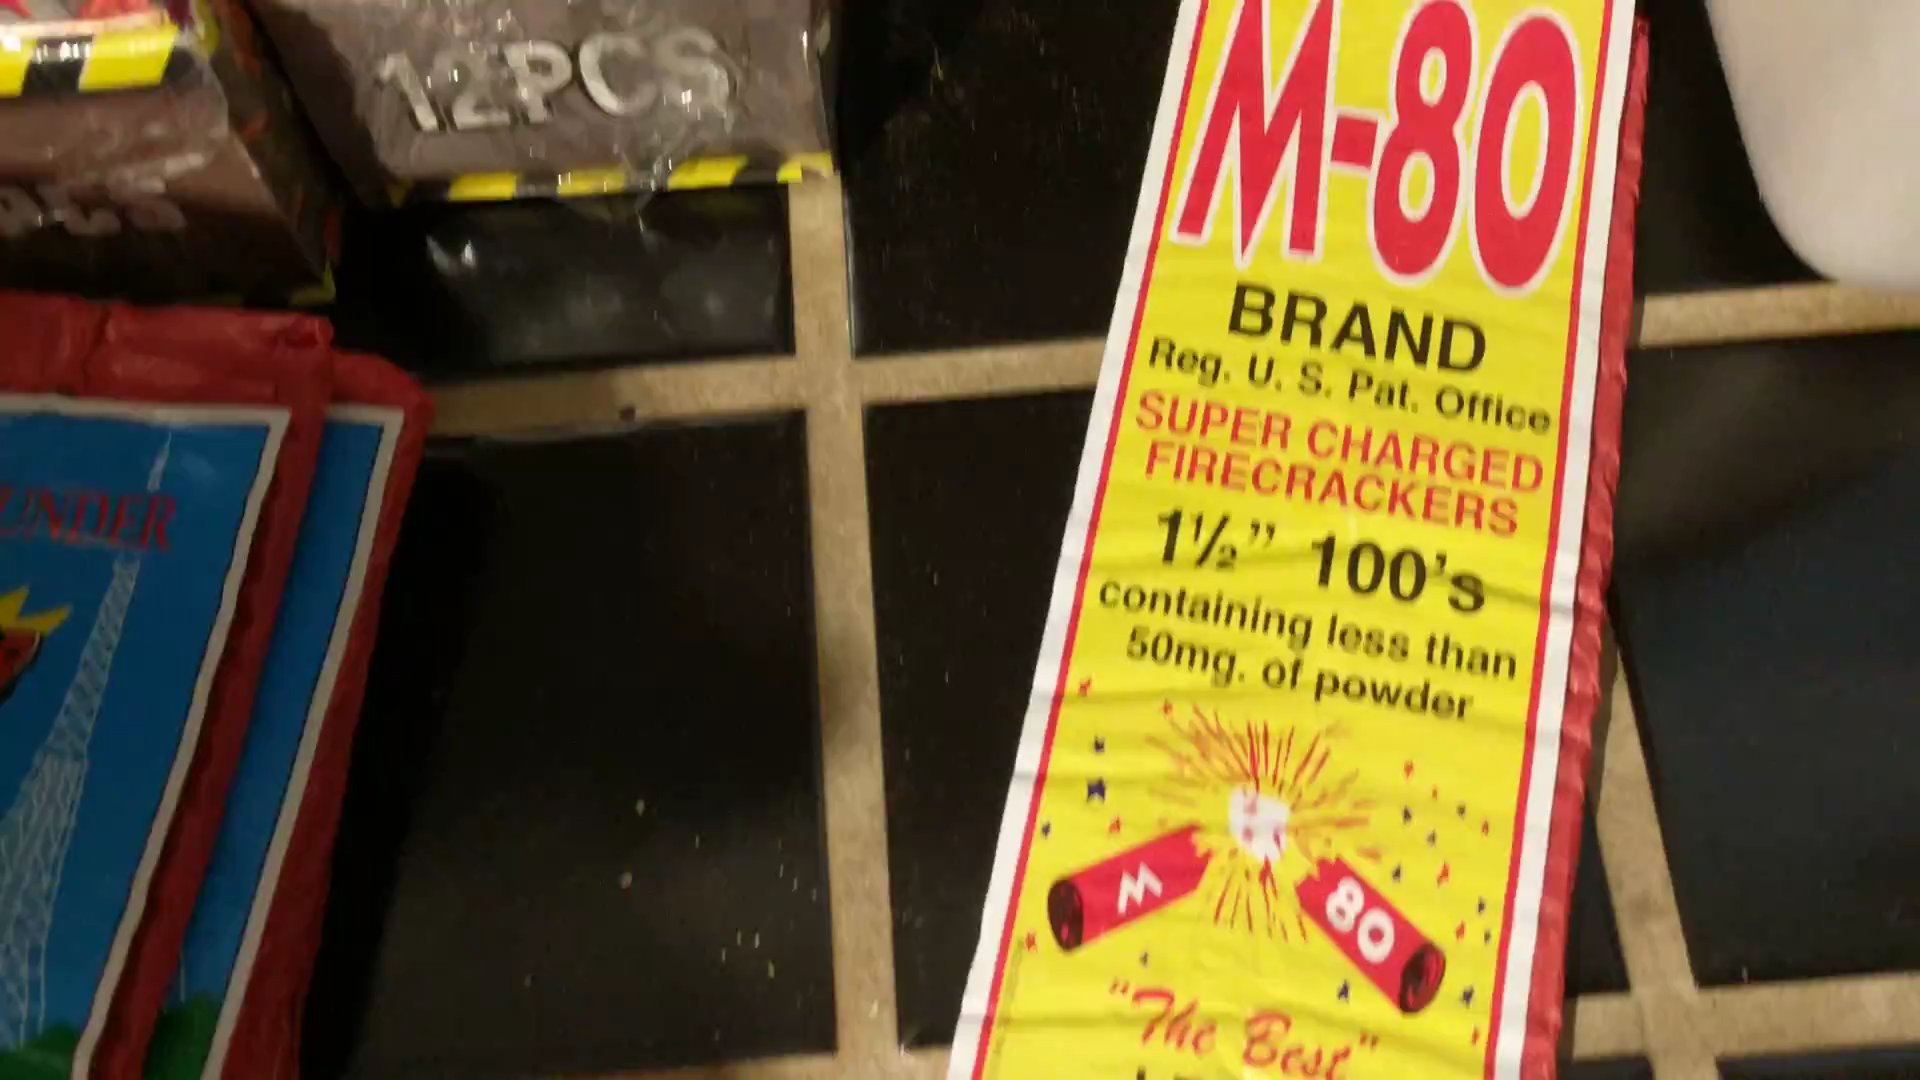 12PCS
UNDER
M-80
BRAND
Reg. U. S. Pat. Office
SUPER CHARGED
FIRECRACKERS
1½” 100's
containing less than
50mg. of powder
M 80
"The Best"